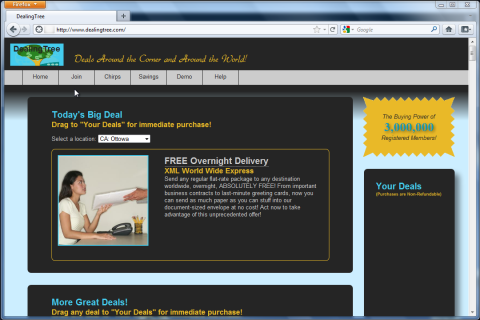 Firefox
DealingTree
http://www.dealingtree.com/
Google
DealingTree
Deals Around the Corner and Around the World!
Home Join Chirps Savings Demo Help
Today's Big Deal
Drag to "Your Deals" for immediate purchase!
Select a location: CA: Ottowa
FREE Overnight Delivery
XML World Wide Express
Send any regular flat-rate package to any destination
worldwide, overnight, ABSOLUTELY FREE! From important
business contracts to last-minute greeting cards, now you
can send as much paper as you can stuff into our
document-sized envelope at no cost! Act now to take
advantage of this unprecedented offer!
The Buying Power of
3,000,000
Registered Members!
Your Deals
(Purchases are Non-Refundable)
More Great Deals!
Drag any deal to "Your Deals" for immediate purchase!